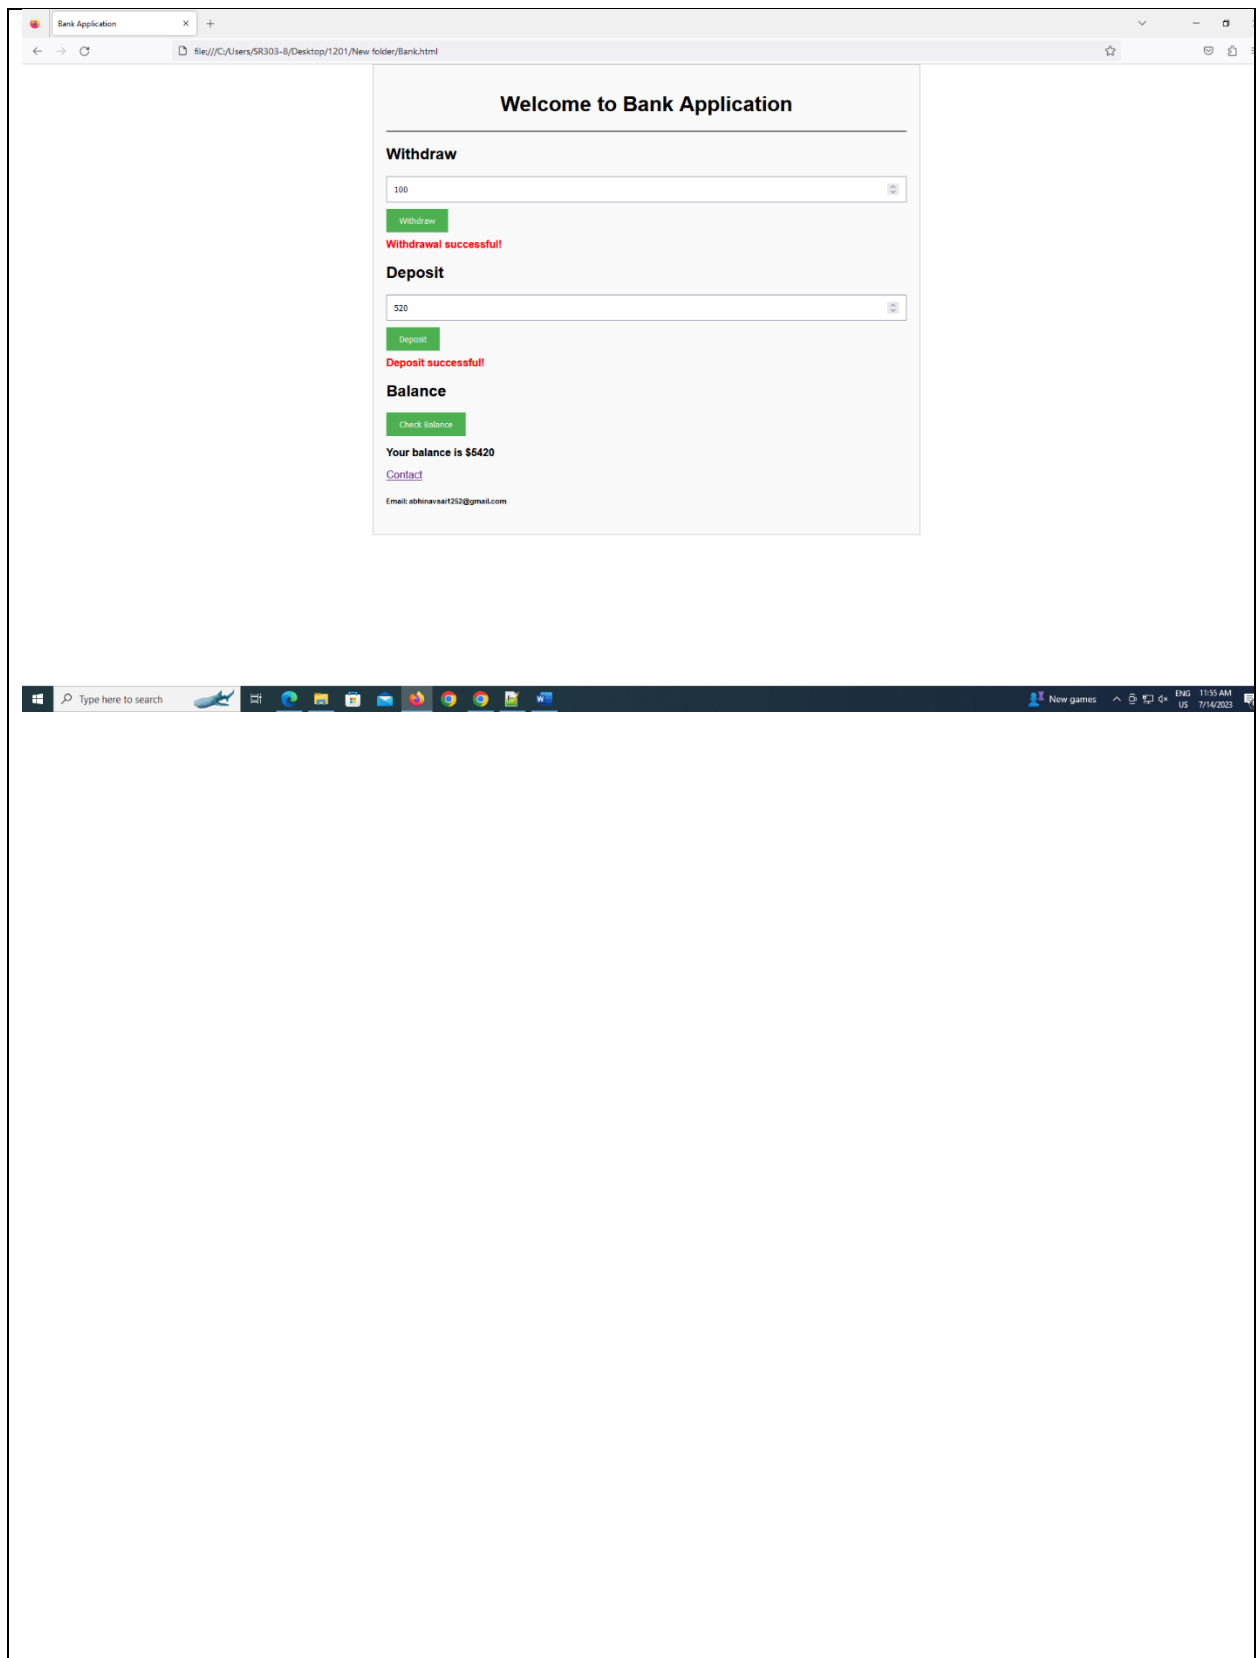 Bank Application
file:///C:/Users/SR303-8/Desktop/1201/New folder/Bank.html
Welcome to Bank Application
Withdraw
100
Withdraw
Withdrawal successful!
Deposit
520
Deposit
Deposit successful!
Balance
Check Balance
Your balance is $5420
Contact
Email: abhinavsai1252@gmail.com
Type here to search
New games
ENG 11:55 AM
US 7/14/2023